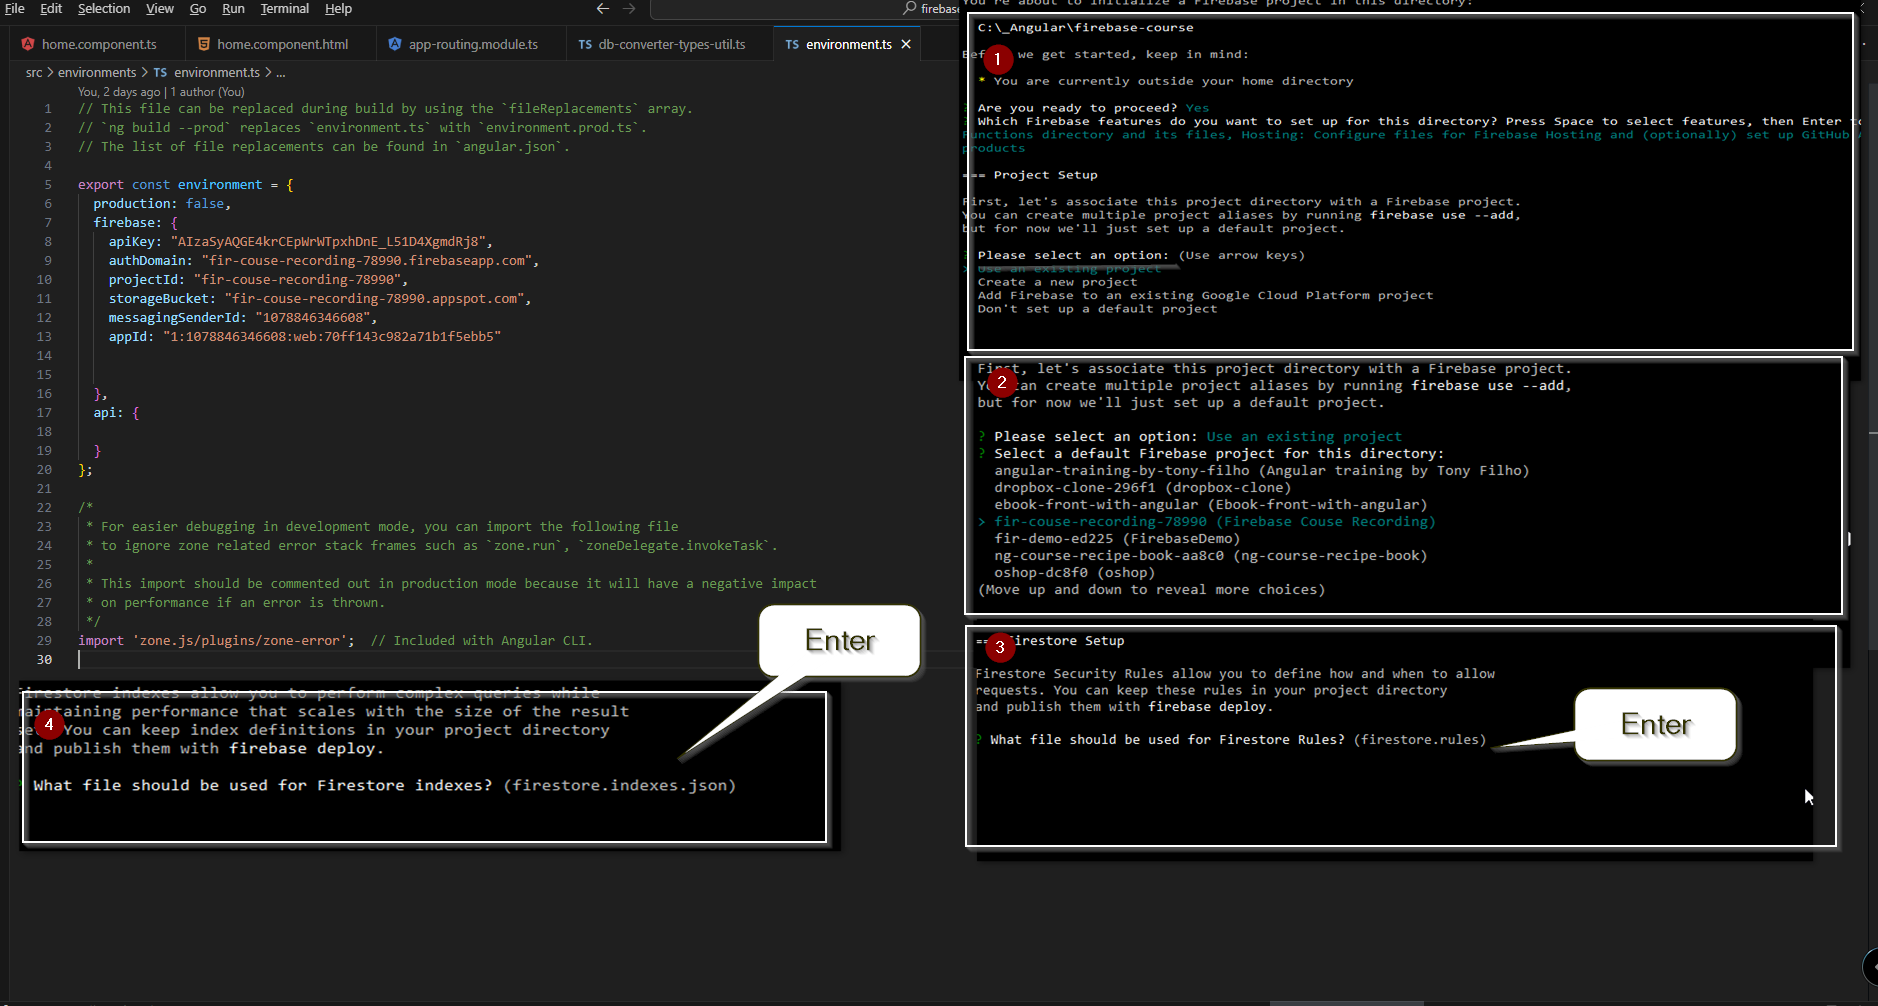 File Edit Selection View Go Run Terminal Help
firebase
home.component.ts
home.component.html
app-routing.module.ts
TS db-converter-types-util.ts
TS environment.ts
src > environments > TS environment.ts > ...
You, 2 days ago | 1 author (You)
1 // This file can be replaced during build by using the `fileReplacements` array.
2 // `ng build --prod` replaces `environment.ts` with `environment.prod.ts`.
3 // The list of file replacements can be found in `angular.json`.
4
5 export const environment = {
6 production: false,
7 firebase: {
8 apiKey: "AIzaSyAQGE4krCEpWrWTpxhDnE_L51D4XgmdRj8",
9 authDomain: "fir-couse-recording-78990.firebaseapp.com",
10 projectId: "fir-couse-recording-78990",
11 storageBucket: "fir-couse-recording-78990.appspot.com",
12 messagingSenderId: "1078846346608",
13 appId: "1:1078846346608:web:70ff143c982a71b1f5ebb5"
14
15
16 },
17 api: {
18
19 }
20 };
21
22 /*
23 * For easier debugging in development mode, you can import the following file
24 * to ignore zone related error stack frames such as `zone.run`, `zoneDelegate.invokeTask`.
25 *
26 * This import should be commented out in production mode because it will have a negative impact
27 * on performance if an error is thrown.
28 */
29 import 'zone.js/plugins/zone-error'; // Included with Angular CLI.
30
You're about to initialize a Firebase project in this directory:
C:\_Angular\firebase-course
1
we get started, keep in mind:
* You are currently outside your home directory
Are you ready to proceed? Yes
Which Firebase features do you want to set up for this directory? Press Space to select features, then Enter to
Functions directory and its files, Hosting: Configure files for Firebase Hosting and (optionally) set up GitHub A
products
=== Project Setup
First, let's associate this project directory with a Firebase project.
You can create multiple project aliases by running firebase use --add,
but for now we'll just set up a default project.
Please select an option: (Use arrow keys)
> Use an existing project
Create a new project
Add Firebase to an existing Google Cloud Platform project
Don't set up a default project
2
First, let's associate this project directory with a Firebase project.
can create multiple project aliases by running firebase use --add,
but for now we'll just set up a default project.
? Please select an option: Use an existing project
? Select a default Firebase project for this directory:
angular-training-by-tony-filho (Angular training by Tony Filho)
dropbox-clone-296f1 (dropbox-clone)
ebook-front-with-angular (Ebook-front-with-angular)
> fir-couse-recording-78990 (Firebase Couse Recording)
fir-demo-ed225 (FirebaseDemo)
ng-course-recipe-book-aa8c0 (ng-course-recipe-book)
oshop-dc8f0 (oshop)
(Move up and down to reveal more choices)
3
Firestore Setup
Firestore Security Rules allow you to define how and when to allow
requests. You can keep these rules in your project directory
and publish them with firebase deploy.
? What file should be used for Firestore Rules? (firestore.rules)
Enter
4
Firestore indexes allow you to perform complex queries while
maintaining performance that scales with the size of the result
You can keep index definitions in your project directory
and publish them with firebase deploy.
What file should be used for Firestore indexes? (firestore.indexes.json)
Enter